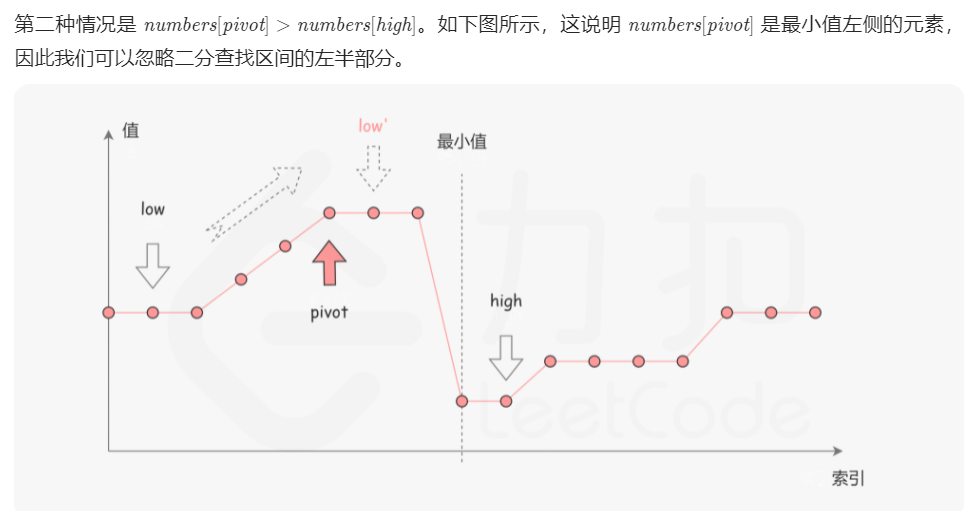 第二种情况是 numbers[pivot] > numbers[high]。如下图所示，这说明 numbers[pivot] 是最小值左侧的元素，
因此我们可以忽略二分查找区间的左半部分。
值
low'
最小值
low
high
pivot
力扣
LeetCode
索引